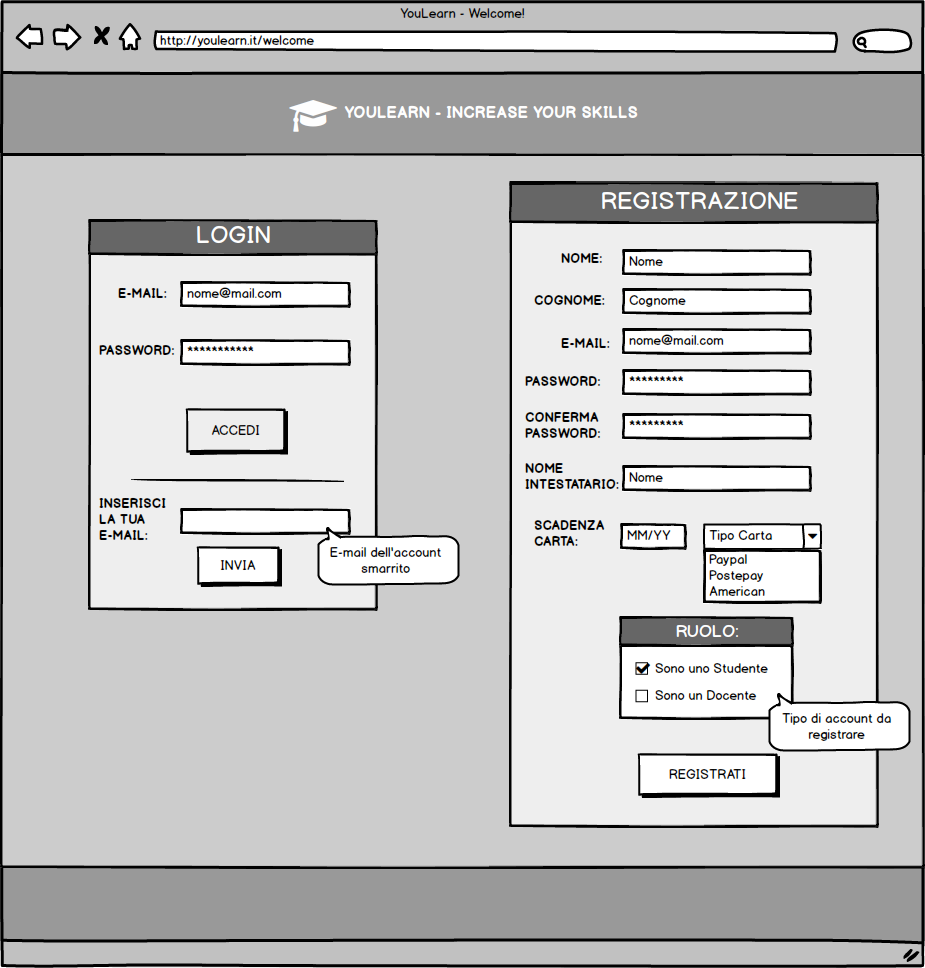 YouLearn - Welcome!
http://youlearn.it/welcome
YOULEARN - INCREASE YOUR SKILLS
LOGIN
E-MAIL: nome@mail.com
PASSWORD: ***********
ACCEDI
INSERISCI
LA TUA
E-MAIL:
E-mail dell'account
smarrito
INVIA
REGISTRAZIONE
NOME: Nome
COGNOME: Cognome
E-MAIL: nome@mail.com
PASSWORD: *********
CONFERMA
PASSWORD: *********
NOME
INTESTATARIO: Nome
SCADENZA
CARTA: MM/YY Tipo Carta
Paypal
Postepay
American
RUOLO:
Sono uno Studente
Sono un Docente
Tipo di account da
registrare
REGISTRATI